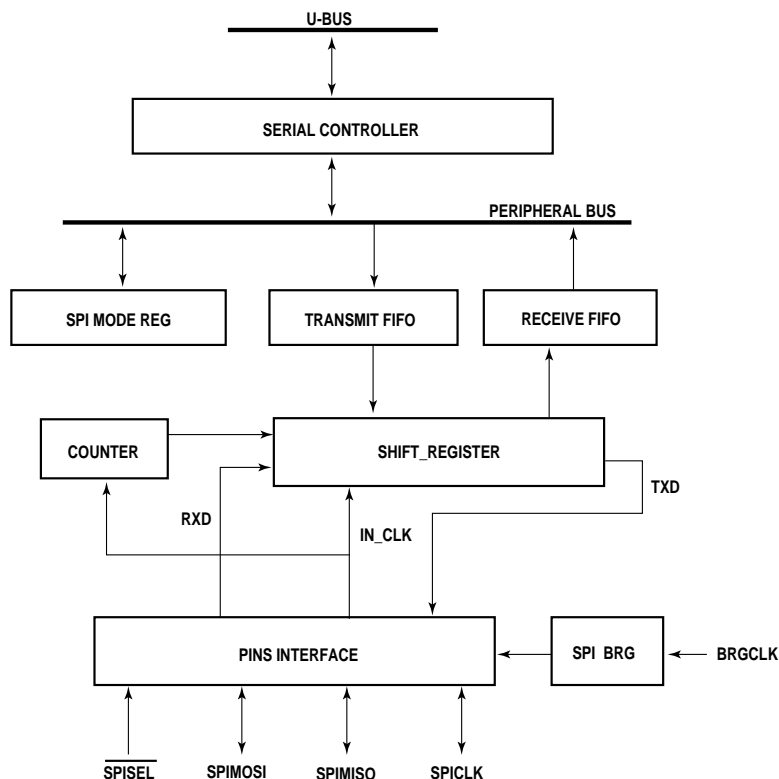 U-BUS
SERIAL CONTROLLER
PERIPHERAL BUS
SPI MODE REG
TRANSMIT FIFO
RECEIVE FIFO
COUNTER
SHIFT_REGISTER
TXD
RXD
IN_CLK
PINS INTERFACE
SPI BRG
BRGCLK
SPISEL
SPIMOSI
SPIMISO
SPICLK